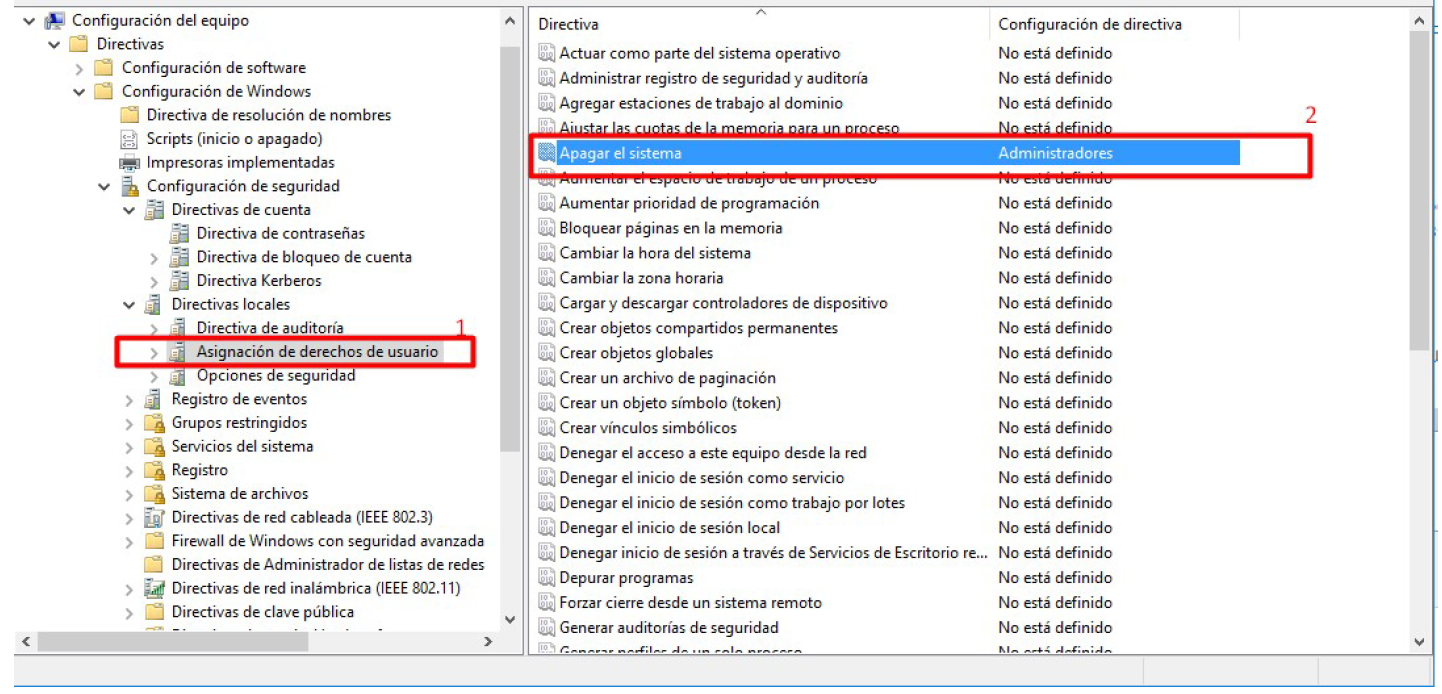 Configuración del equipo
Directivas
Configuración de software
Configuración de Windows
Directiva de resolución de nombres
Scripts (inicio o apagado)
Impresoras implementadas
Configuración de seguridad
Directivas de cuenta
Directiva de contraseñas
Directiva de bloqueo de cuenta
Directiva Kerberos
Directivas locales
Directiva de auditoría
1
Asignación de derechos de usuario
Opciones de seguridad
Registro de eventos
Grupos restringidos
Servicios del sistema
Registro
Sistema de archivos
Directivas de red cableada (IEEE 802.3)
Firewall de Windows con seguridad avanzada
Directivas de Administrador de listas de redes
Directivas de red inalámbrica (IEEE 802.11)
Directivas de clave pública
Directiva Configuración de directiva
Actuar como parte del sistema operativo No está definido
Administrar registro de seguridad y auditoría No está definido
Agregar estaciones de trabajo al dominio No está definido
2
Ajustar las cuotas de la memoria para un proceso No está definido
Apagar el sistema Administradores
Aumentar el espacio de trabajo de un proceso No está definido
Aumentar prioridad de programación No está definido
Bloquear páginas en la memoria No está definido
Cambiar la hora del sistema No está definido
Cambiar la zona horaria No está definido
Cargar y descargar controladores de dispositivo No está definido
Crear objetos compartidos permanentes No está definido
Crear objetos globales No está definido
Crear un archivo de paginación No está definido
Crear un objeto símbolo (token) No está definido
Crear vínculos simbólicos No está definido
Denegar el acceso a este equipo desde la red No está definido
Denegar el inicio de sesión como servicio No está definido
Denegar el inicio de sesión como trabajo por lotes No está definido
Denegar el inicio de sesión local No está definido
Denegar inicio de sesión a través de Servicios de Escritorio re... No está definido
Depurar programas No está definido
Forzar cierre desde un sistema remoto No está definido
Generar auditorías de seguridad No está definido
Generar perfiles de un solo proceso No está definido